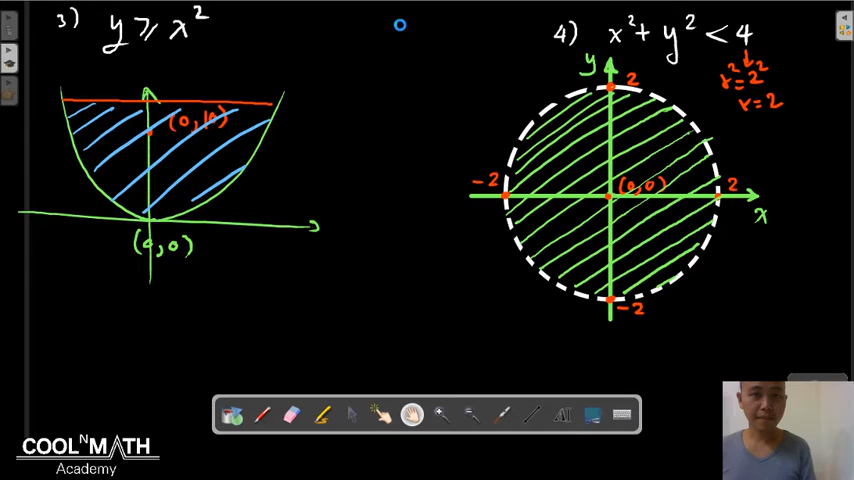 3) y ≥ x²
(0, 10)
(0, 0)
4) x² + y² < 4
r² = 2²
r = 2
y
2
-2
(0, 0)
2
x
-2
COOL N MATH
Academy